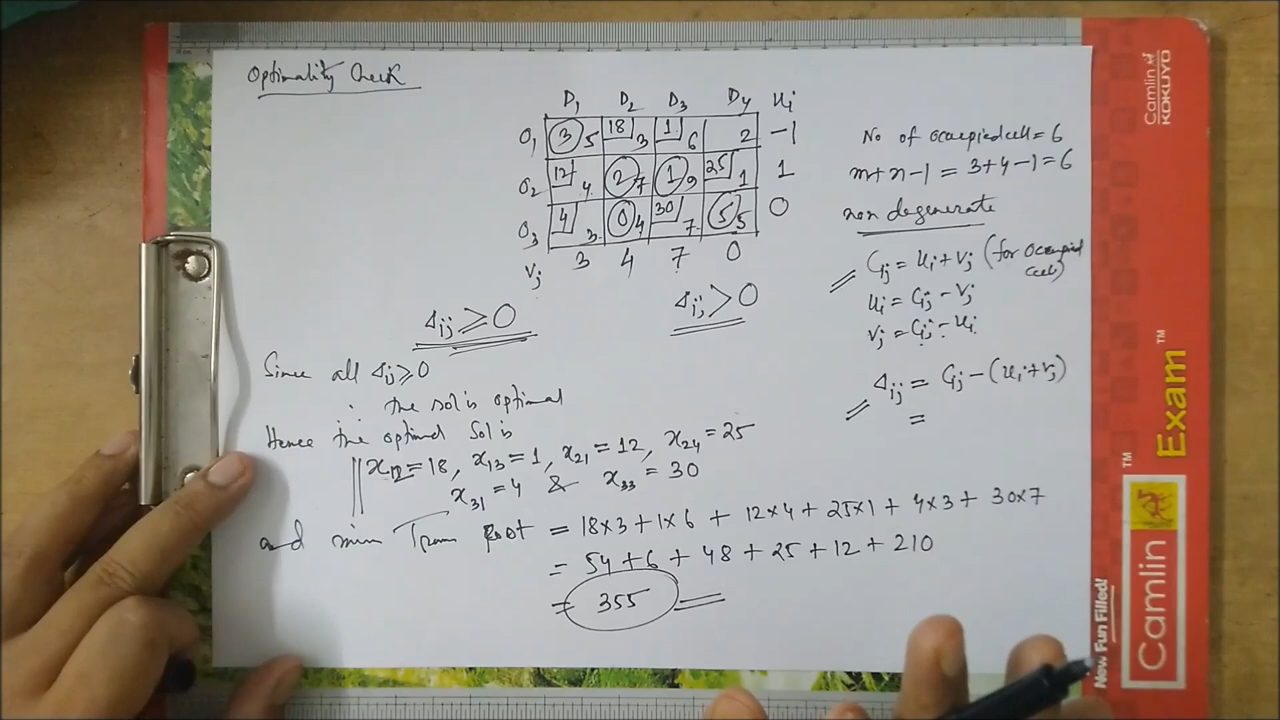 Optimality Check
D1 D2 D3 D4 ui
O1 3 5 18 3 1 6 2 -1
O2 12 4 2 7 1 9 25 1 1
O3 4 3 0 4 30 7 5 5 0
vj 3 4 7 0
No of occupied cell = 6
m+n-1 = 3+4-1 = 6
non degenerate
Cij = ui + vj (for occupied cell)
ui = Cij - vj
vj = Cij - ui
Δij = Cij - (ui + vj)
=
Δij ≥ 0
Δij > 0
Since all Δij ≥ 0
∴ the sol is optimal
Hence the optimal Sol is
x12 = 18, x13 = 1, x21 = 12, x24 = 25
x31 = 4 & x33 = 30
and min Tran cost = 18×3 + 1×6 + 12×4 + 25×1 + 4×3 + 30×7
= 54 + 6 + 48 + 25 + 12 + 210
= 355
Camlin
KOKUYO
Exam™
New Fun Filled!
Camlin™